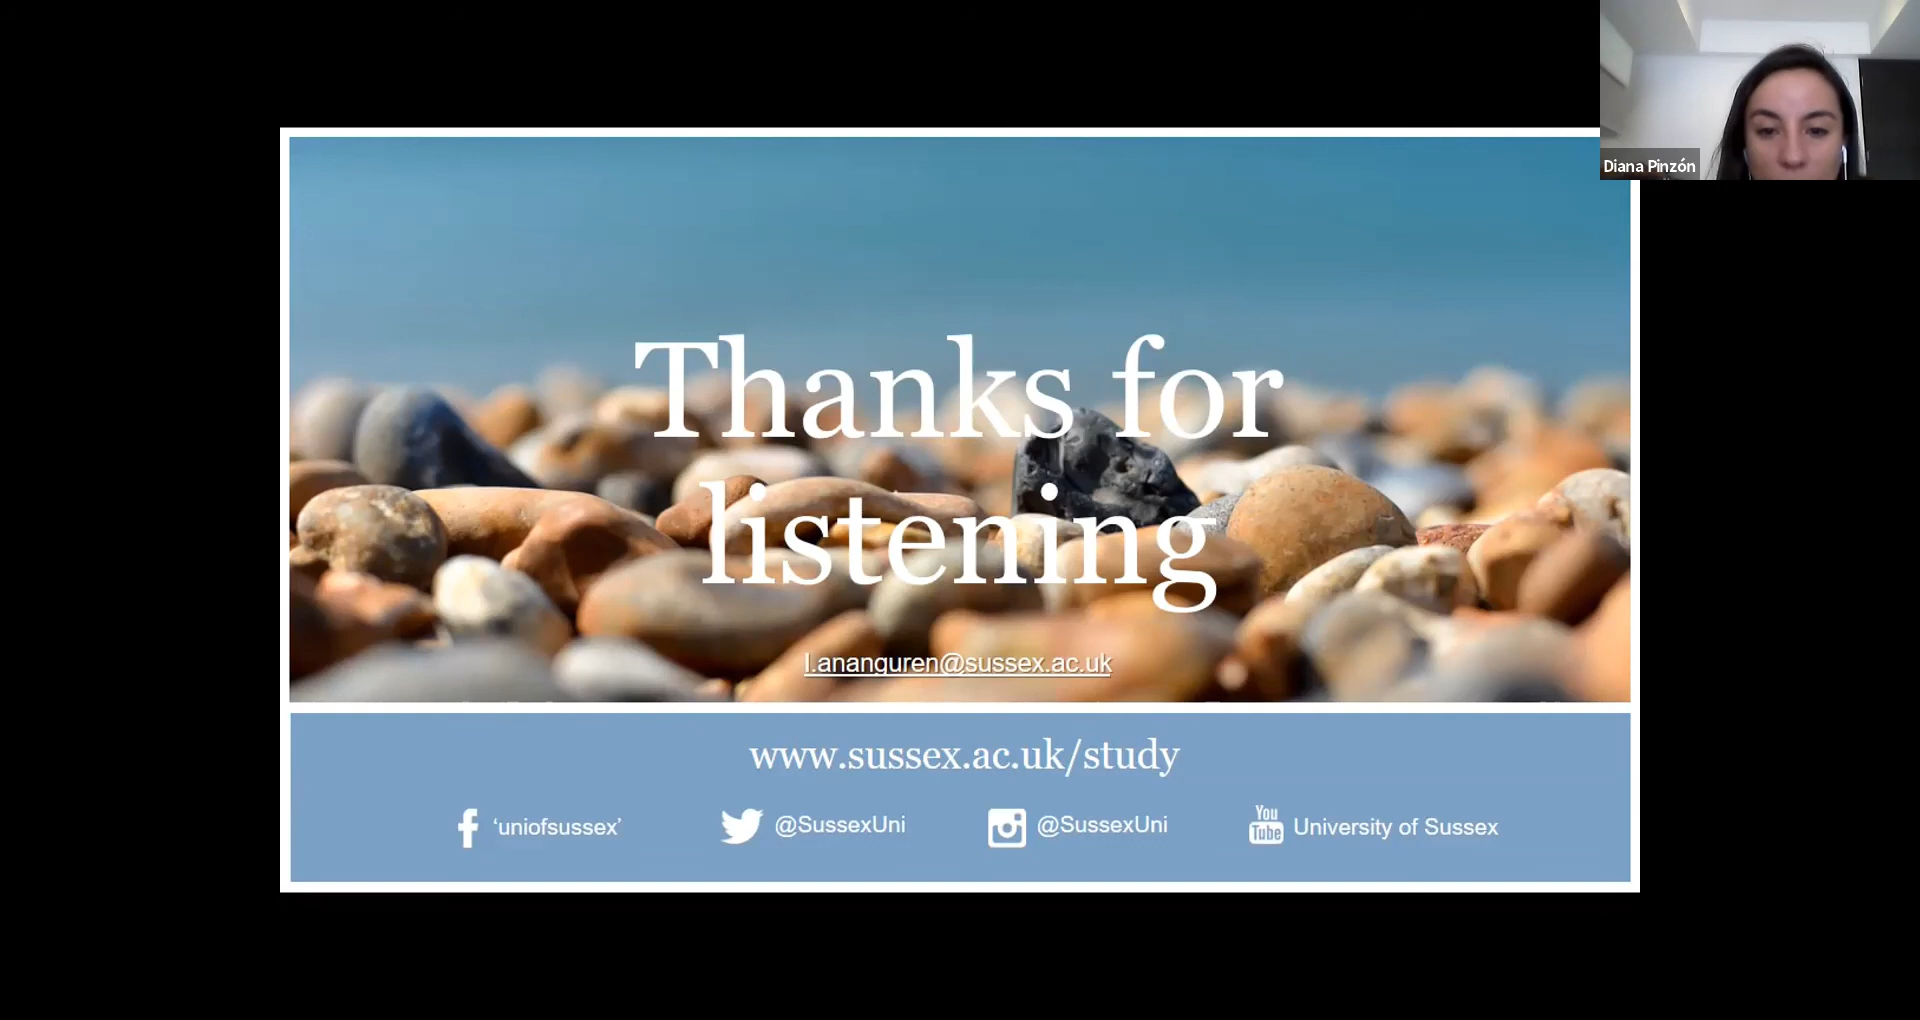 Diana Pinzón
Thanks for
listening
l.ananguren@sussex.ac.uk
www.sussex.ac.uk/study
‘uniofsussex’
@SussexUni
@SussexUni
You
Tube
University of Sussex